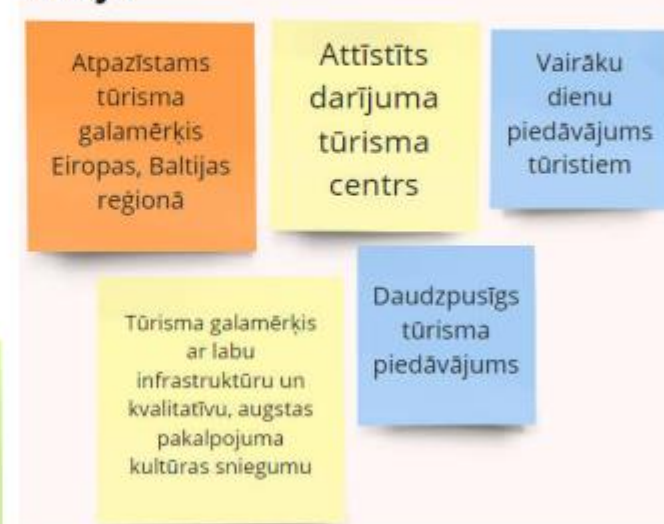 Atpazīstams
tūrisma
galamērķis
Eiropas, Baltijas
reģionā
Attīstīts
darījuma
tūrisma
centrs
Vairāku
dienu
piedāvājums
tūristiem
Tūrisma galamērķis
ar labu
infrastruktūru un
kvalitatīvu, augstas
pakalpojuma
kultūras sniegumu
Daudzpusīgs
tūrisma
piedāvājums